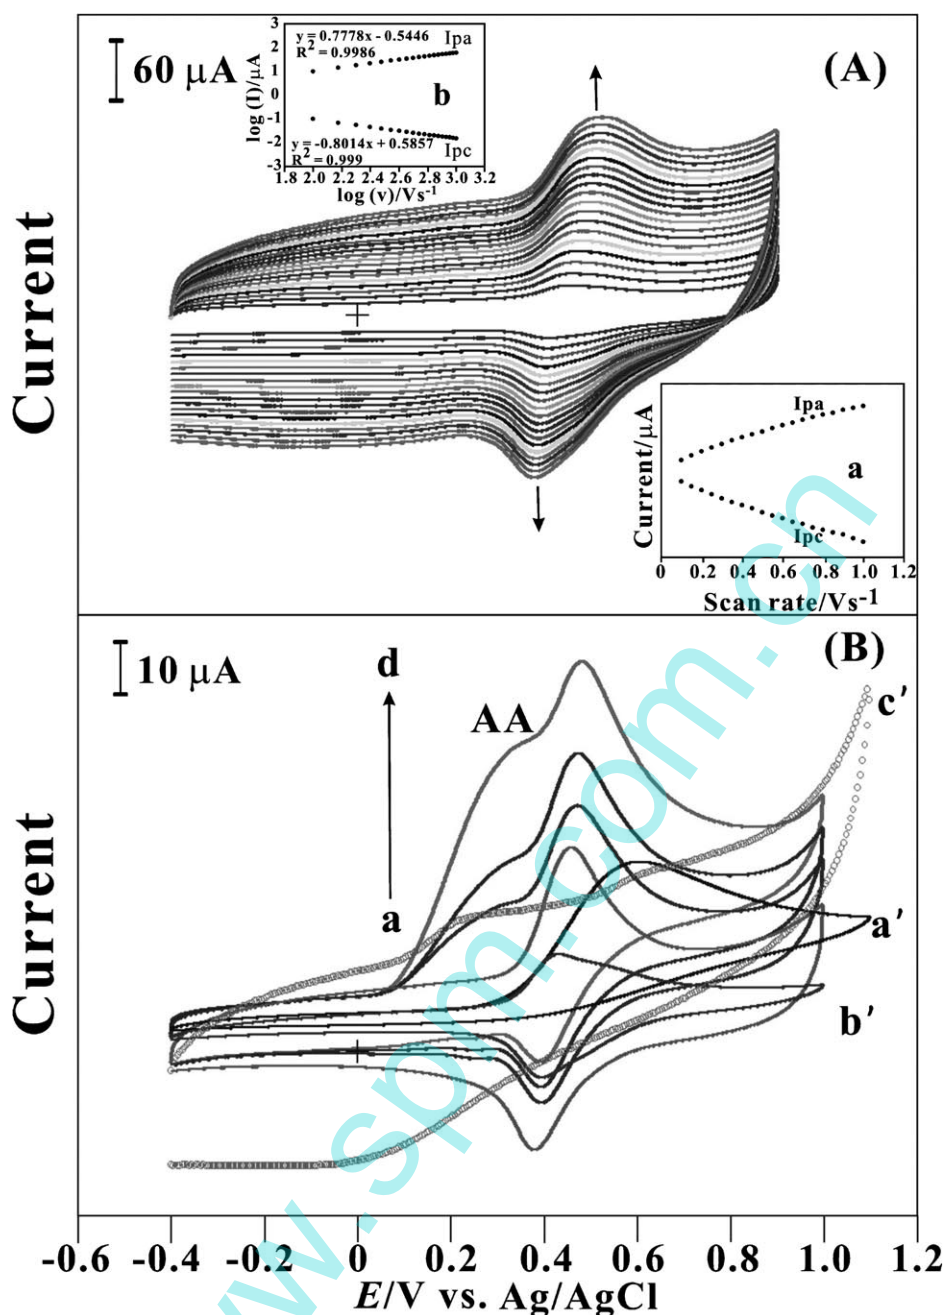 60 μA
(A)
Current
3
2
1
0
-1
-2
-3
log (I)/μA
y = 0.7778x - 0.5446
R² = 0.9986
Ipa
b
y = -0.8014x + 0.5857
R² = 0.999
Ipc
1.8 2.0 2.2 2.4 2.6 2.8 3.0 3.2
log (v)/Vs⁻¹
Current/μA
Ipa
a
Ipc
0 0.2 0.4 0.6 0.8 1.0 1.2
Scan rate/Vs⁻¹
10 μA
(B)
Current
d
AA
a
c′
a′
b′
-0.6 -0.4 -0.2 0 0.2 0.4 0.6 0.8 1.0 1.2
E/V vs. Ag/AgCl
w.spm.com.cn